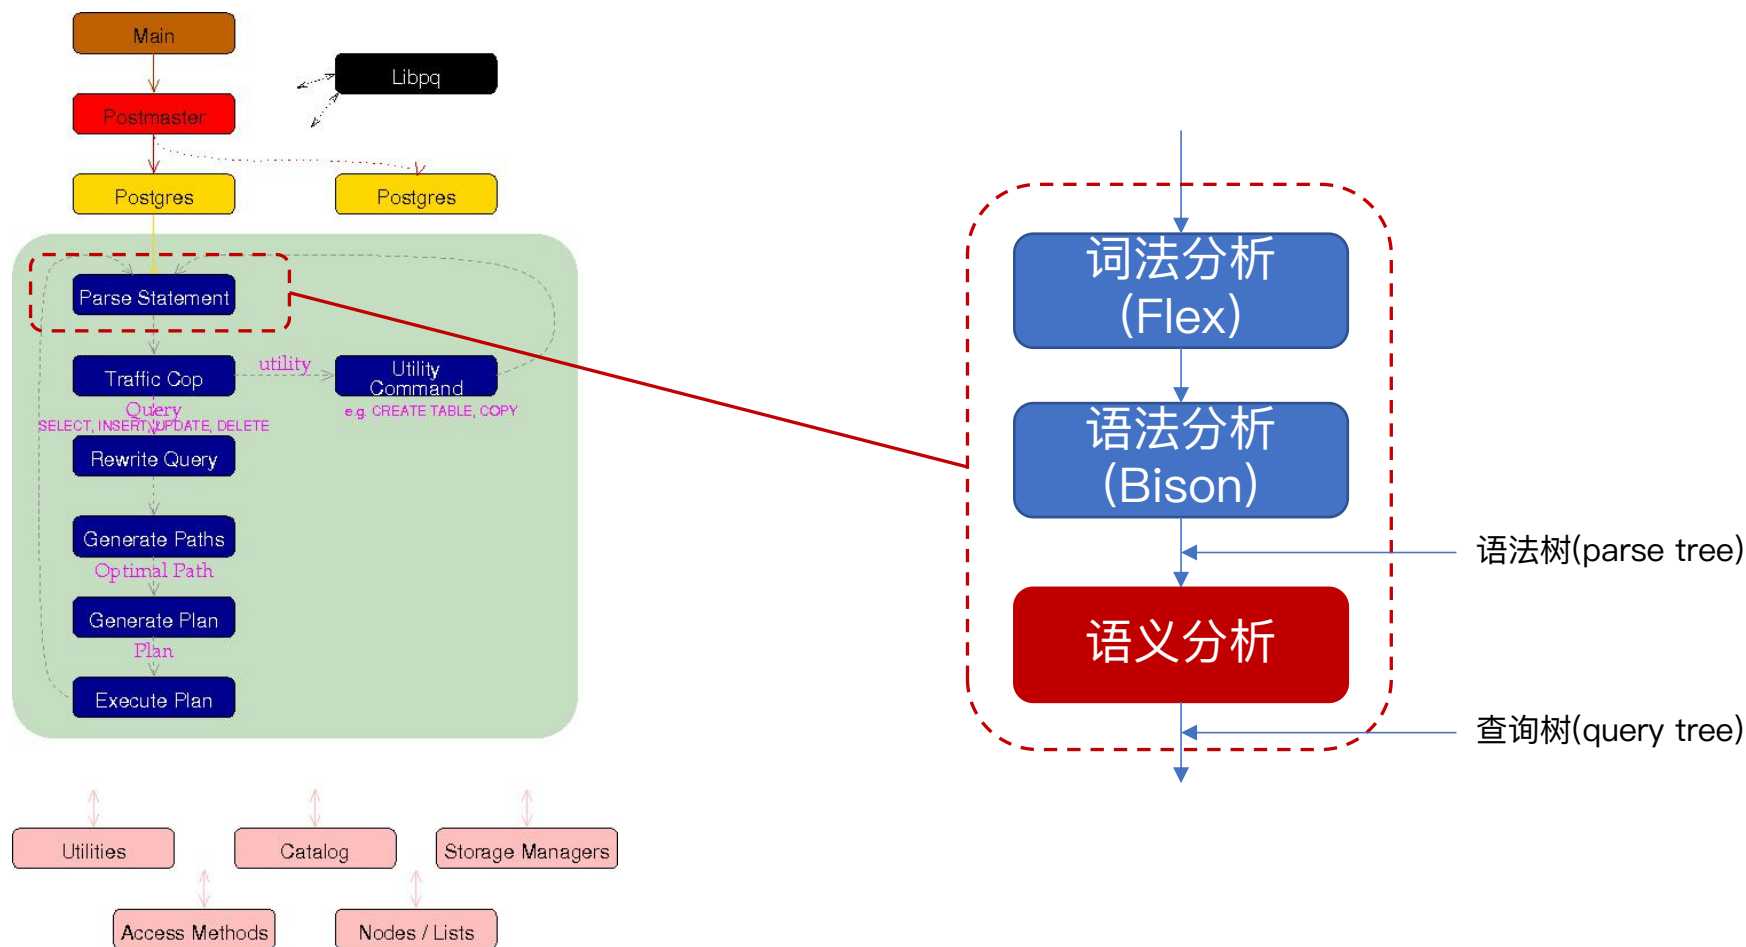 Main
Libpq
Postmaster
Postgres
Postgres
Parse Statement
Traffic Cop
utility
Utility
Command
Query
e.g. CREATE TABLE, COPY
SELECT, INSERT, UPDATE, DELETE
Rewrite Query
Generate Paths
Optimal Path
Generate Plan
Plan
Execute Plan
Utilities
Catalog
Storage Managers
Access Methods
Nodes / Lists
词法分析
(Flex)
语法分析
(Bison)
语法树(parse tree)
语义分析
查询树(query tree)